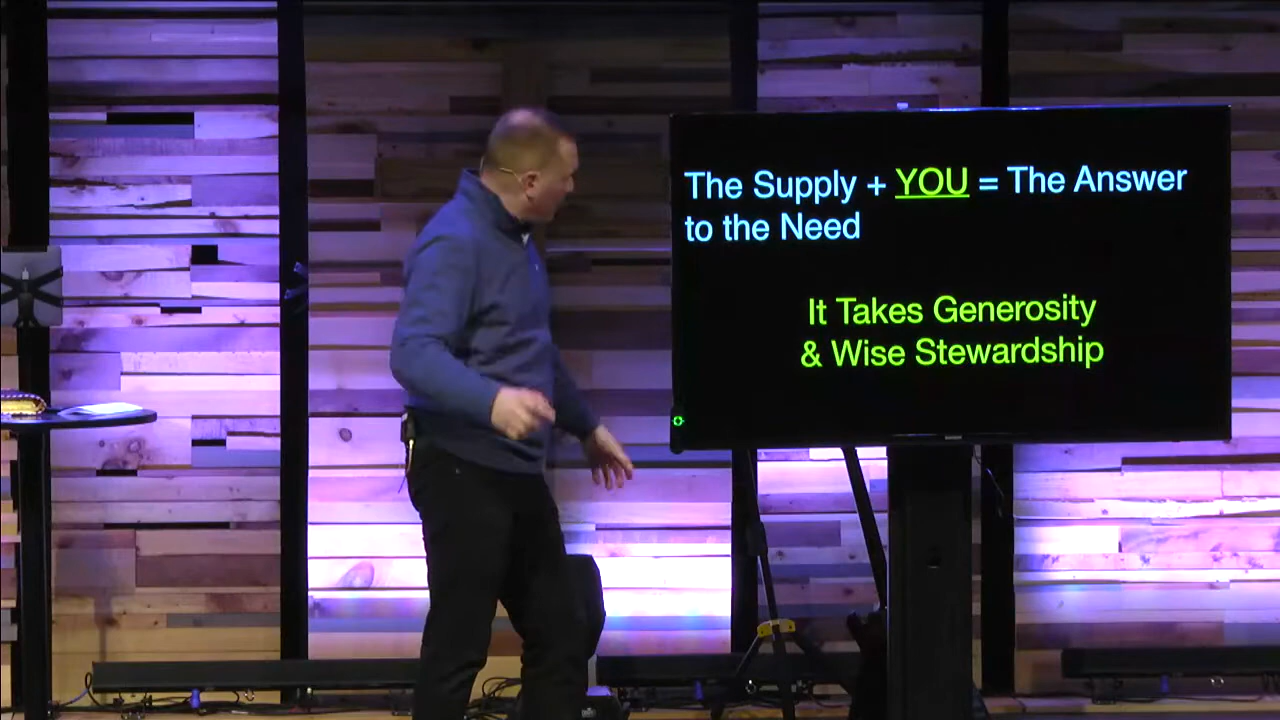 The Supply + YOU = The Answer
to the Need
It Takes Generosity
& Wise Stewardship